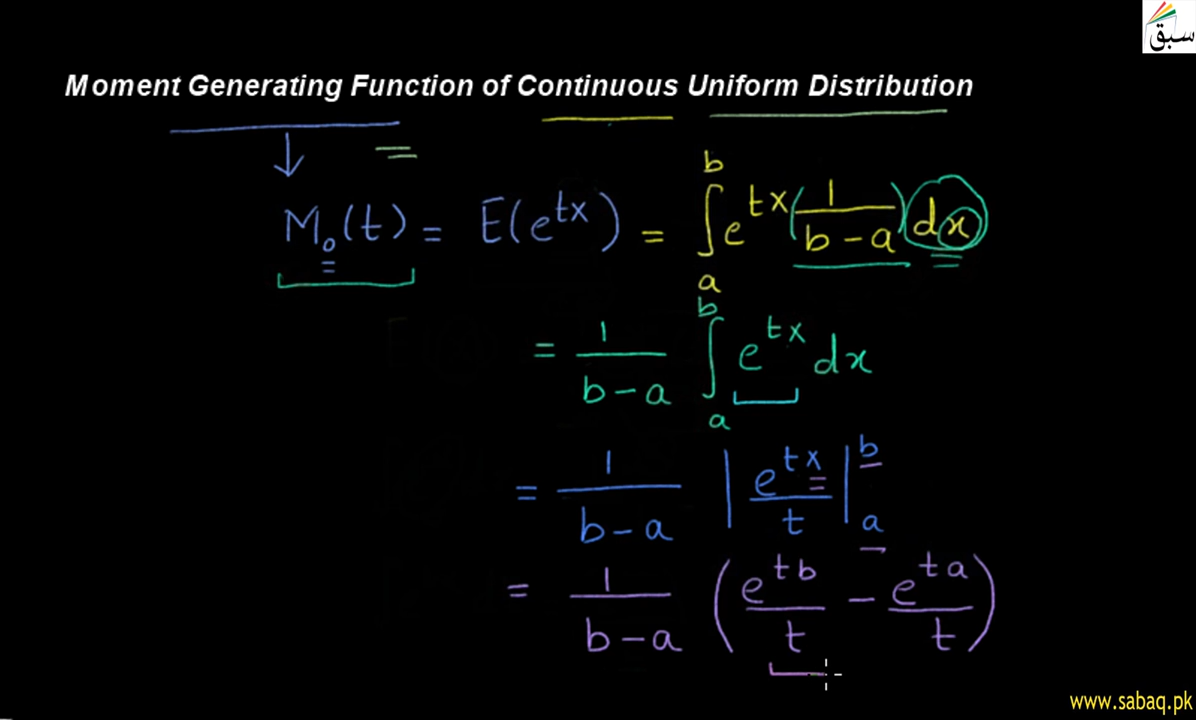 سبق
Moment Generating Function of Continuous Uniform Distribution
M₀(t) = E(e^{tx}) = ∫_a^b e^{tx} (1/(b-a)) dx
= 1/(b-a) ∫_a^b e^{tx} dx
= 1/(b-a) | e^{tx}/t |_a^b
= 1/(b-a) ( e^{tb}/t - e^{ta}/t )
www.sabaq.pk